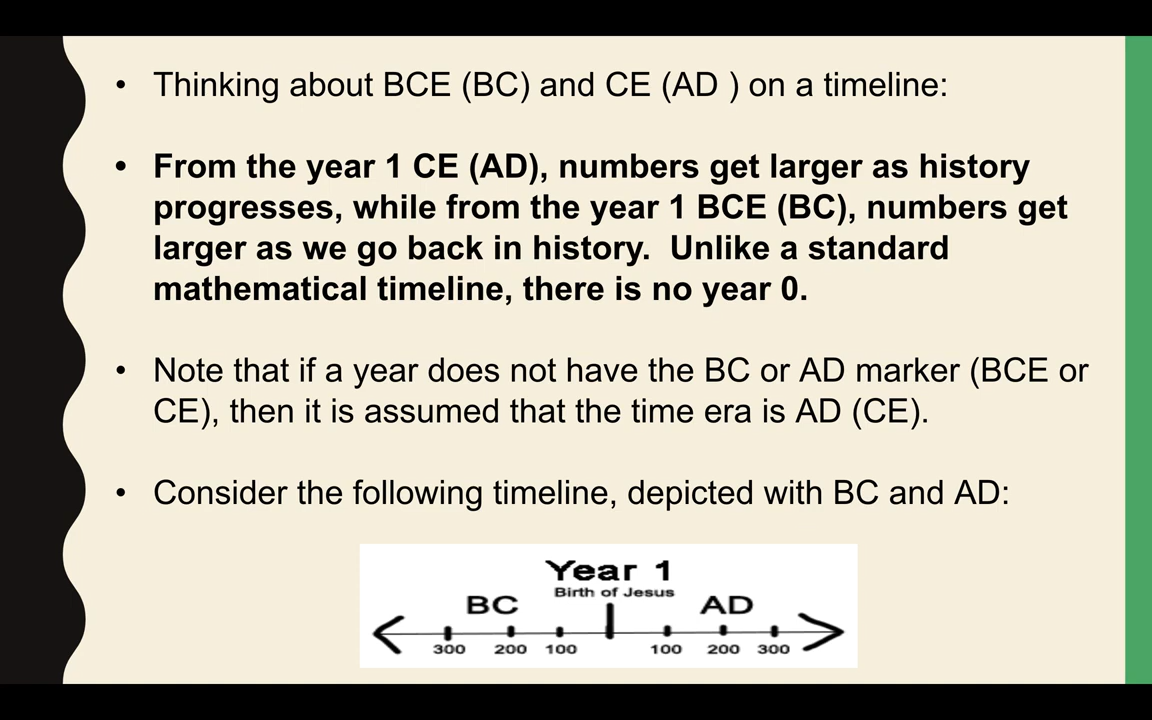 • Thinking about BCE (BC) and CE (AD ) on a timeline:
• From the year 1 CE (AD), numbers get larger as history
progresses, while from the year 1 BCE (BC), numbers get
larger as we go back in history.  Unlike a standard
mathematical timeline, there is no year 0.
• Note that if a year does not have the BC or AD marker (BCE or
CE), then it is assumed that the time era is AD (CE).
• Consider the following timeline, depicted with BC and AD:
Year 1
Birth of Jesus
BC AD
300 200 100 100 200 300